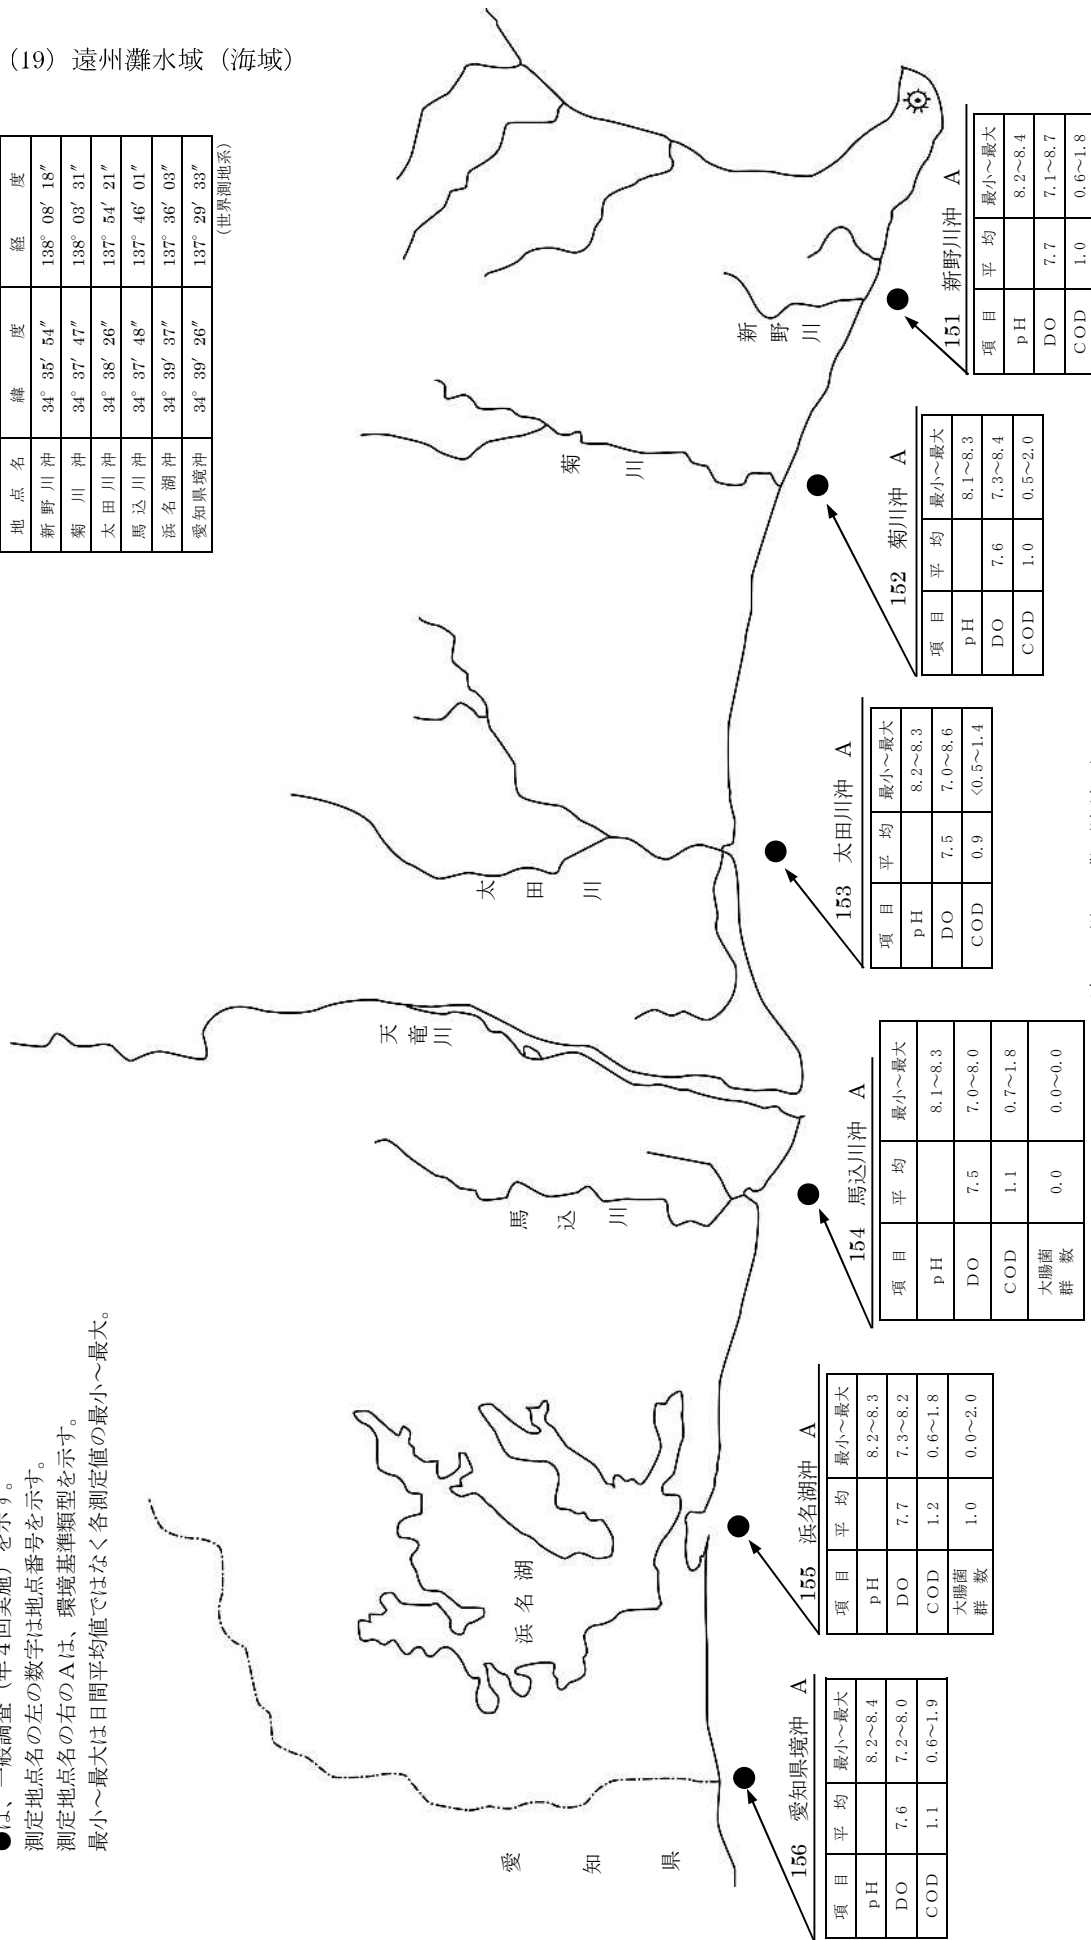 (19) 遠州灘水域（海域）
地 点 名 緯 度 経 度
新 野 川 沖 34° 35′ 54″ 138° 08′ 18″
菊 川 沖 34° 37′ 47″ 138° 03′ 31″
太 田 川 沖 34° 38′ 26″ 137° 54′ 21″
馬 込 川 沖 34° 37′ 48″ 137° 46′ 01″
浜 名 湖 沖 34° 39′ 37″ 137° 36′ 03″
愛知県境沖 34° 39′ 26″ 137° 29′ 33″
（世界測地系）
●は、一般調査（年４回実施）を示す。
測定地点名の左の数字は地点番号を示す。
測定地点名の右のＡは、環境基準類型を示す。
最小～最大は日間平均値ではなく各測定値の最小～最大。
愛知県
浜名湖
馬込川
天竜川
太田川
菊川
新野川
156 愛知県境沖 A
項 目 平 均 最小～最大
pH 8.2～8.4
DO 7.6 7.2～8.0
COD 1.1 0.6～1.9
155 浜名湖沖 A
項 目 平 均 最小～最大
pH 8.2～8.3
DO 7.7 7.3～8.2
COD 1.2 0.6～1.8
大腸菌
群 数 1.0 0.0～2.0
154 馬込川沖 A
項 目 平 均 最小～最大
pH 8.1～8.3
DO 7.5 7.0～8.0
COD 1.1 0.7～1.8
大腸菌
群 数 0.0 0.0～0.0
153 太田川沖 A
項 目 平 均 最小～最大
pH 8.2～8.3
DO 7.5 7.0～8.6
COD 0.9 <0.5～1.4
152 菊川沖 A
項 目 平 均 最小～最大
pH 8.1～8.3
DO 7.6 7.3～8.4
COD 1.0 0.5～2.0
151 新野川沖 A
項 目 平 均 最小～最大
pH 8.2～8.4
DO 7.7 7.1～8.7
COD 1.0 0.6～1.8